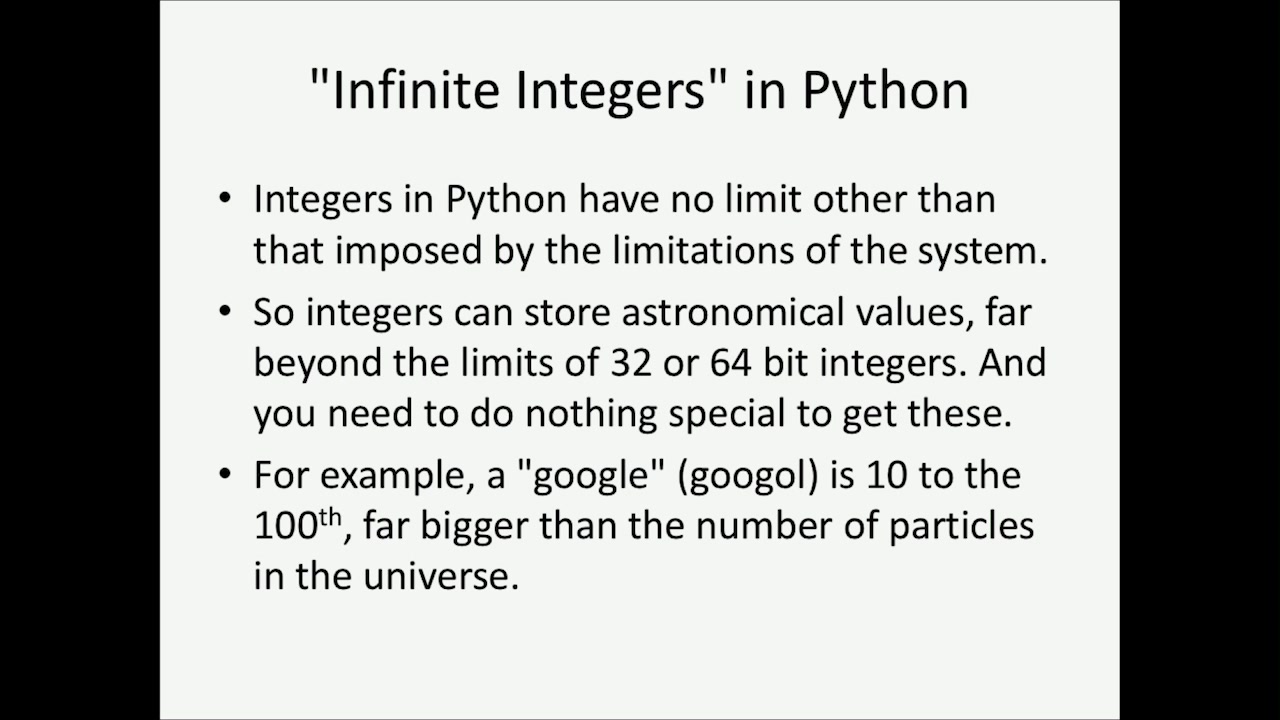 "Infinite Integers" in Python
• Integers in Python have no limit other than
that imposed by the limitations of the system.
• So integers can store astronomical values, far
beyond the limits of 32 or 64 bit integers. And
you need to do nothing special to get these.
• For example, a "google" (googol) is 10 to the
100th, far bigger than the number of particles
in the universe.